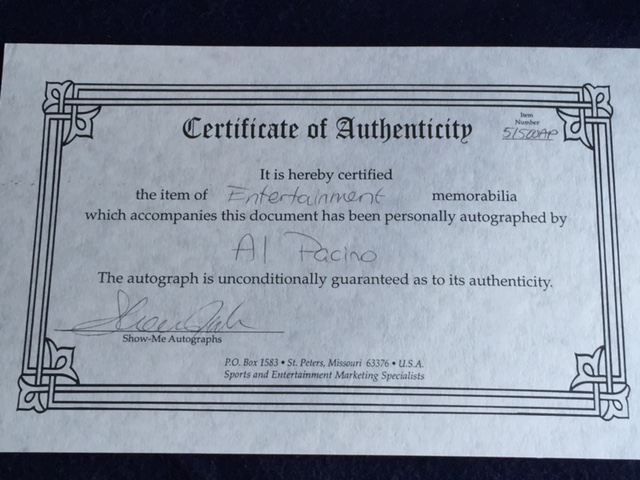 Certificate of Authenticity
Item
Number
It is hereby certified
the item of Entertainment memorabilia
which accompanies this document has been personally autographed by
Al Pacino
The autograph is unconditionally guaranteed as to its authenticity.
Show-Me Autographs
P.O. Box 1583 • St. Peters, Missouri 63376 • U.S.A.
Sports and Entertainment Marketing Specialists